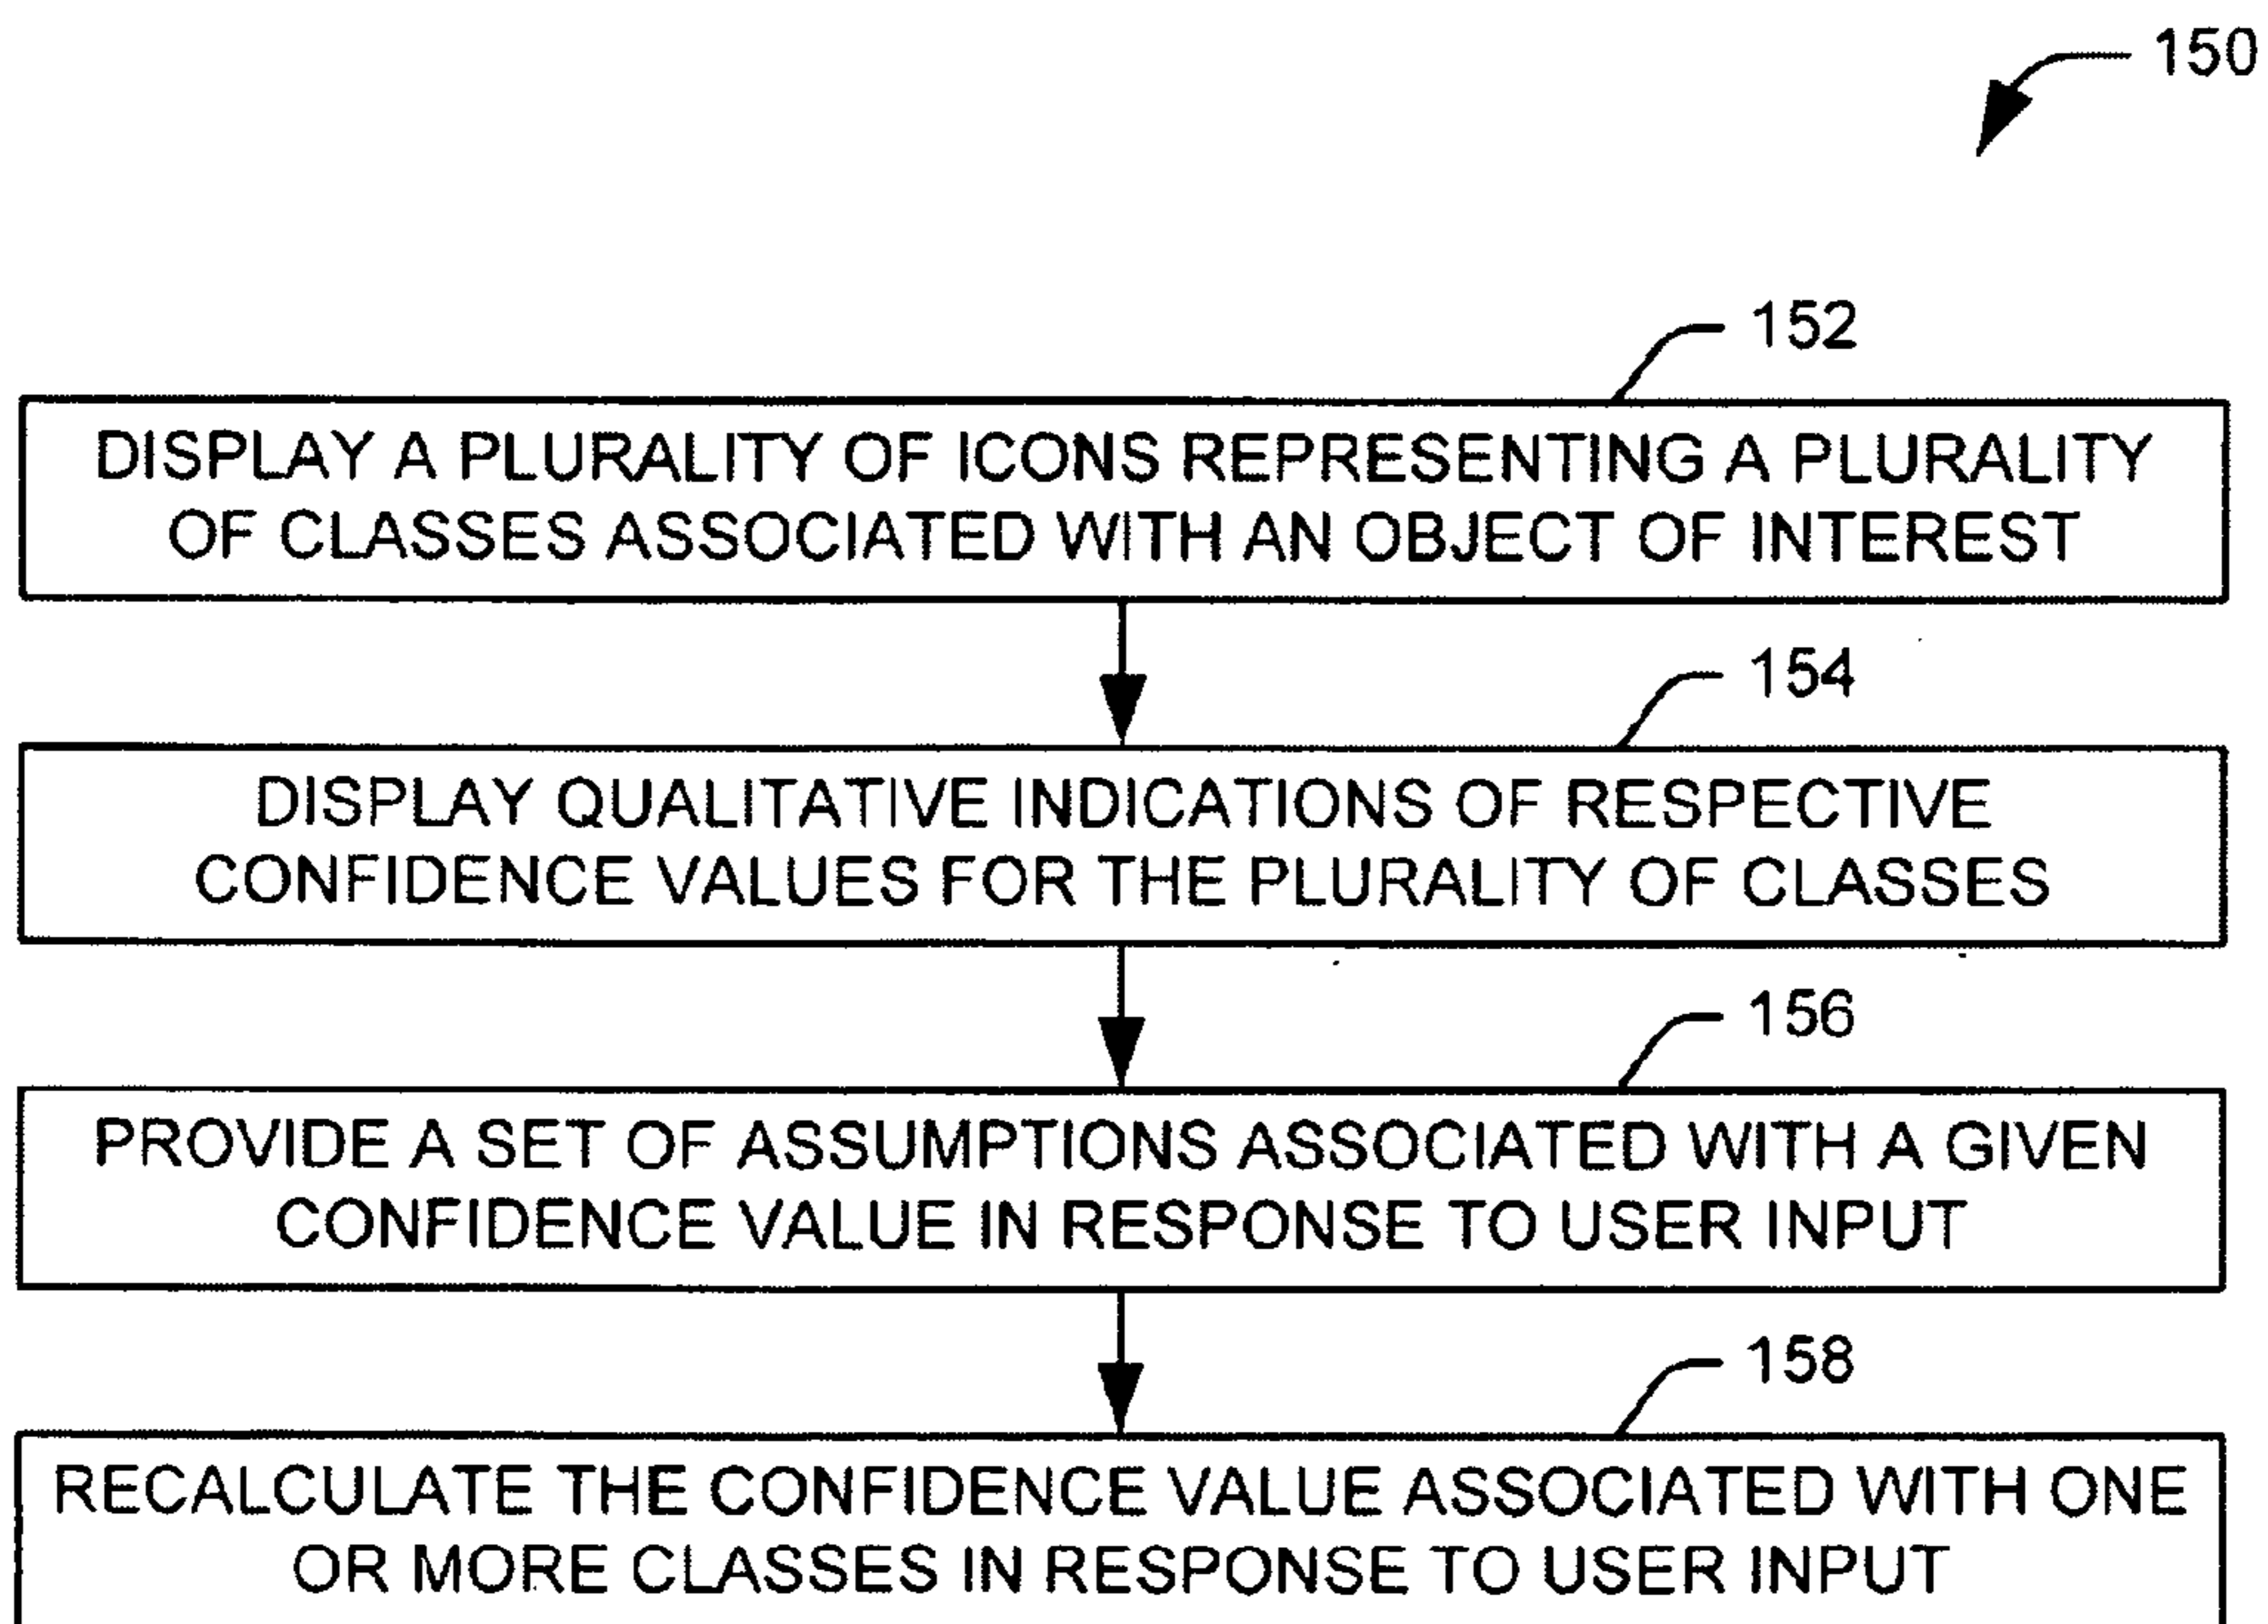 150
152
DISPLAY A PLURALITY OF ICONS REPRESENTING A PLURALITY
OF CLASSES ASSOCIATED WITH AN OBJECT OF INTEREST
154
DISPLAY QUALITATIVE INDICATIONS OF RESPECTIVE
CONFIDENCE VALUES FOR THE PLURALITY OF CLASSES
156
PROVIDE A SET OF ASSUMPTIONS ASSOCIATED WITH A GIVEN
CONFIDENCE VALUE IN RESPONSE TO USER INPUT
158
RECALCULATE THE CONFIDENCE VALUE ASSOCIATED WITH ONE
OR MORE CLASSES IN RESPONSE TO USER INPUT